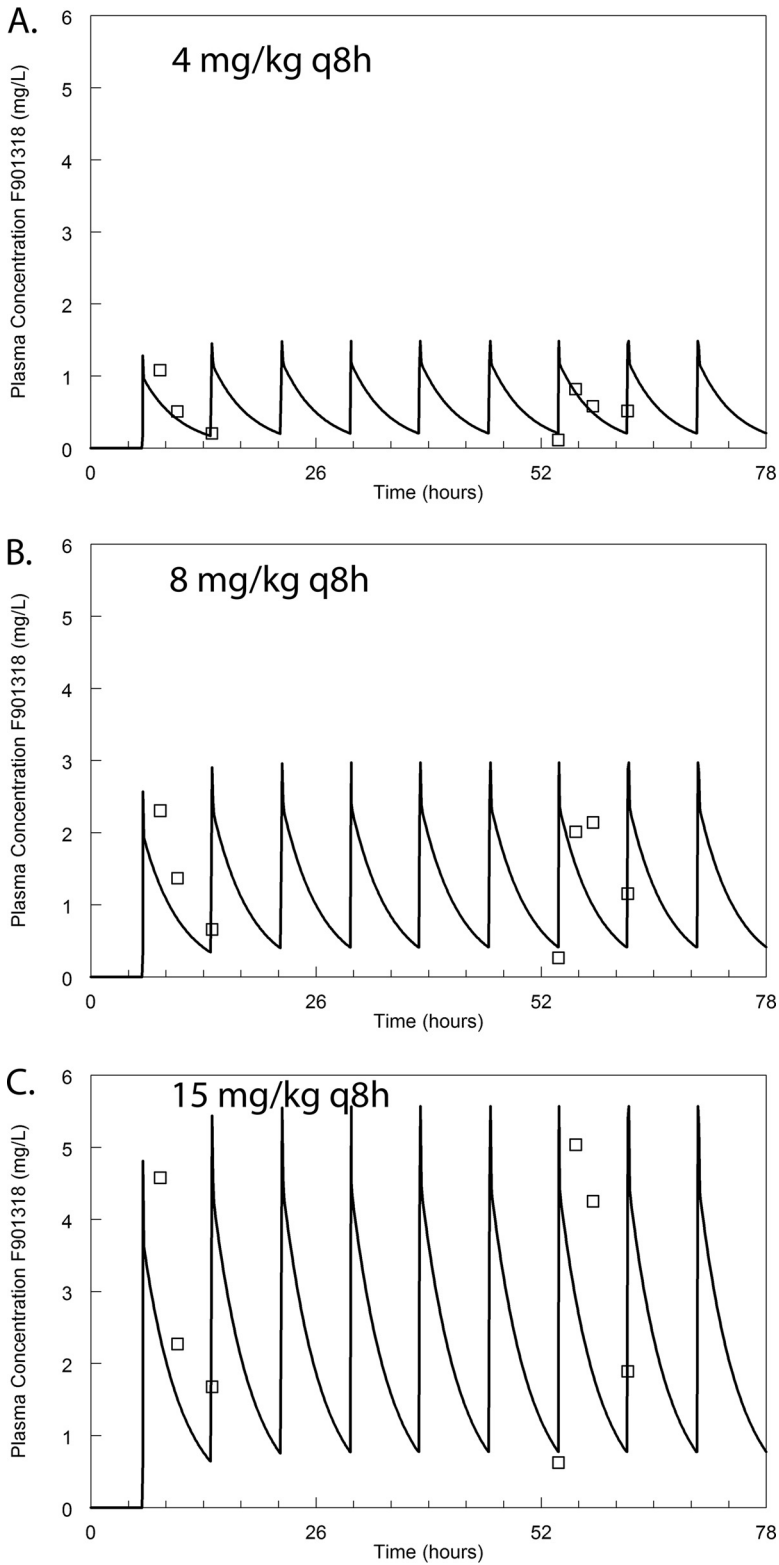 A.
4 mg/kg q8h
Plasma Concentration F901318 (mg/L)
6
5
4
3
2
1
0
0 26 52 78
Time (hours)
B.
8 mg/kg q8h
Plasma Concentration F901318 (mg/L)
6
5
4
3
2
1
0
0 26 52 78
Time (hours)
C.
15 mg/kg q8h
Plasma Concentration F901318 (mg/L)
6
5
4
3
2
1
0
0 26 52 78
Time (hours)